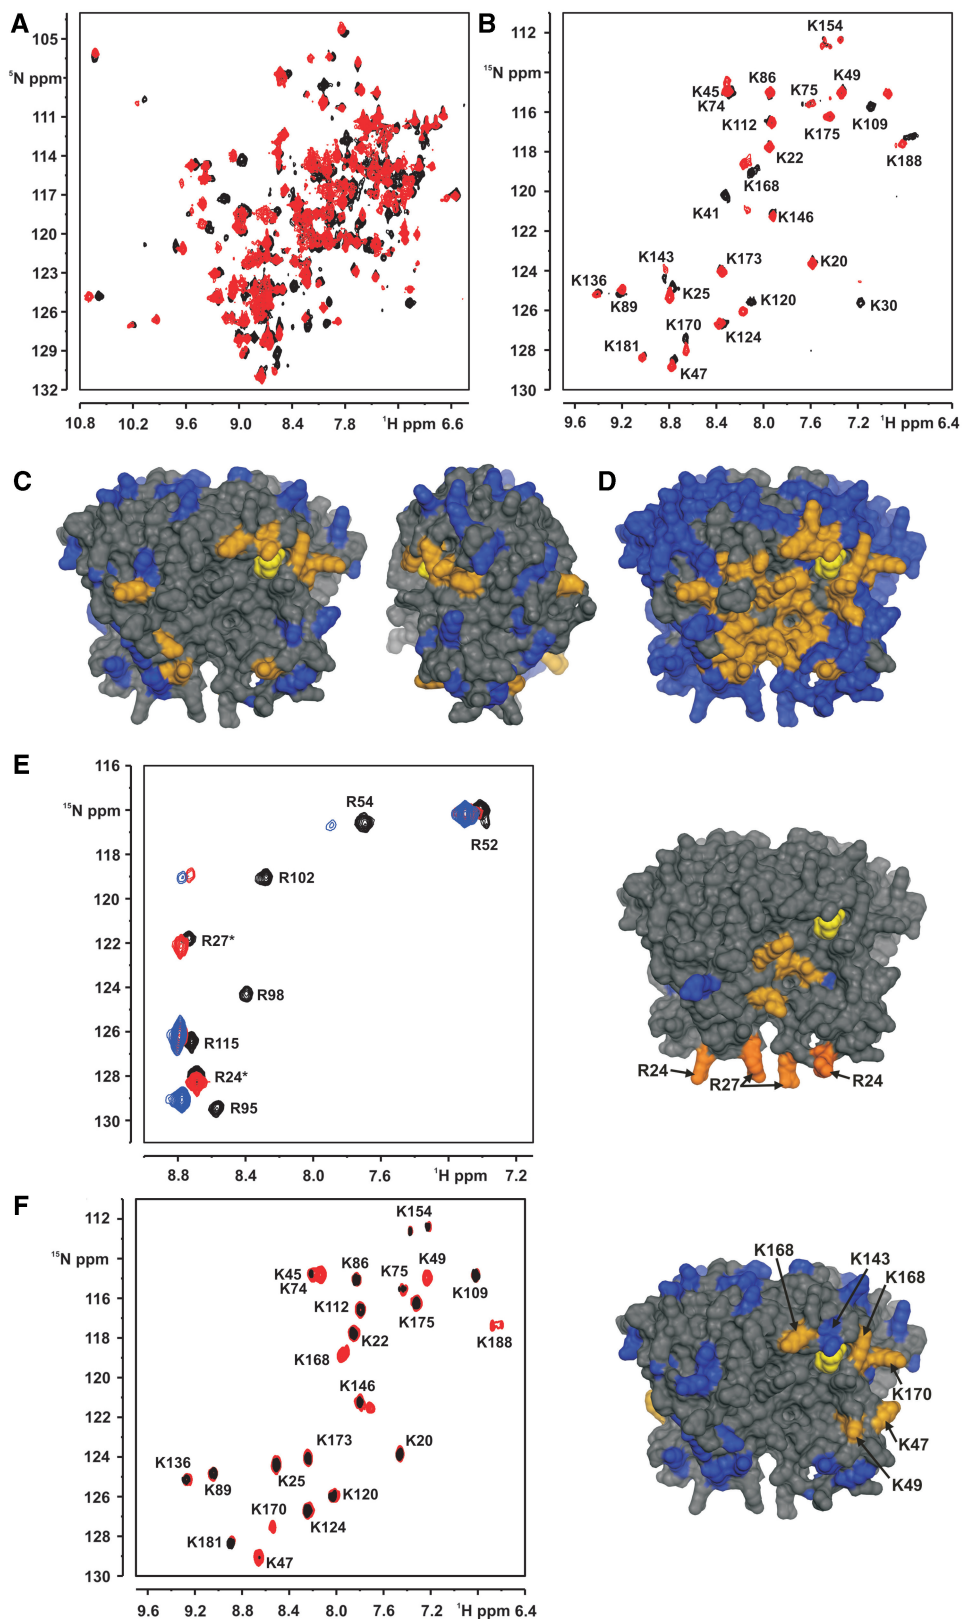 A
105
5N ppm
111
114
117
120
123
126
129
132
10.8 10.2 9.6 9.0 8.4 7.8 1H ppm 6.6
B
112
15N ppm
116
118
120
122
124
126
128
130
K154
K45
K74
K86
K75
K49
K109
K112
K175
K22
K188
K168
K41
K146
K143
K173
K20
K136
K89
K25
K120
K30
K170
K124
K181
K47
9.6 9.2 8.8 8.4 8.0 7.6 7.2 1H ppm 6.4
C
D
E
116
15N ppm
118
120
122
124
126
128
130
R54
R52
R102
R27*
R98
R115
R24*
R95
8.8 8.4 8.0 7.6 1H ppm 7.2
R24
R27
R24
F
112
15N ppm
116
118
120
122
124
126
128
130
K154
K45
K74
K86
K75
K49
K109
K112
K175
K22
K188
K168
K146
K173
K20
K136
K89
K25
K170
K120
K124
K181
K47
9.6 9.2 8.8 8.4 8.0 7.6 7.2 1H ppm 6.4
K168
K143
K168
K170
K47
K49